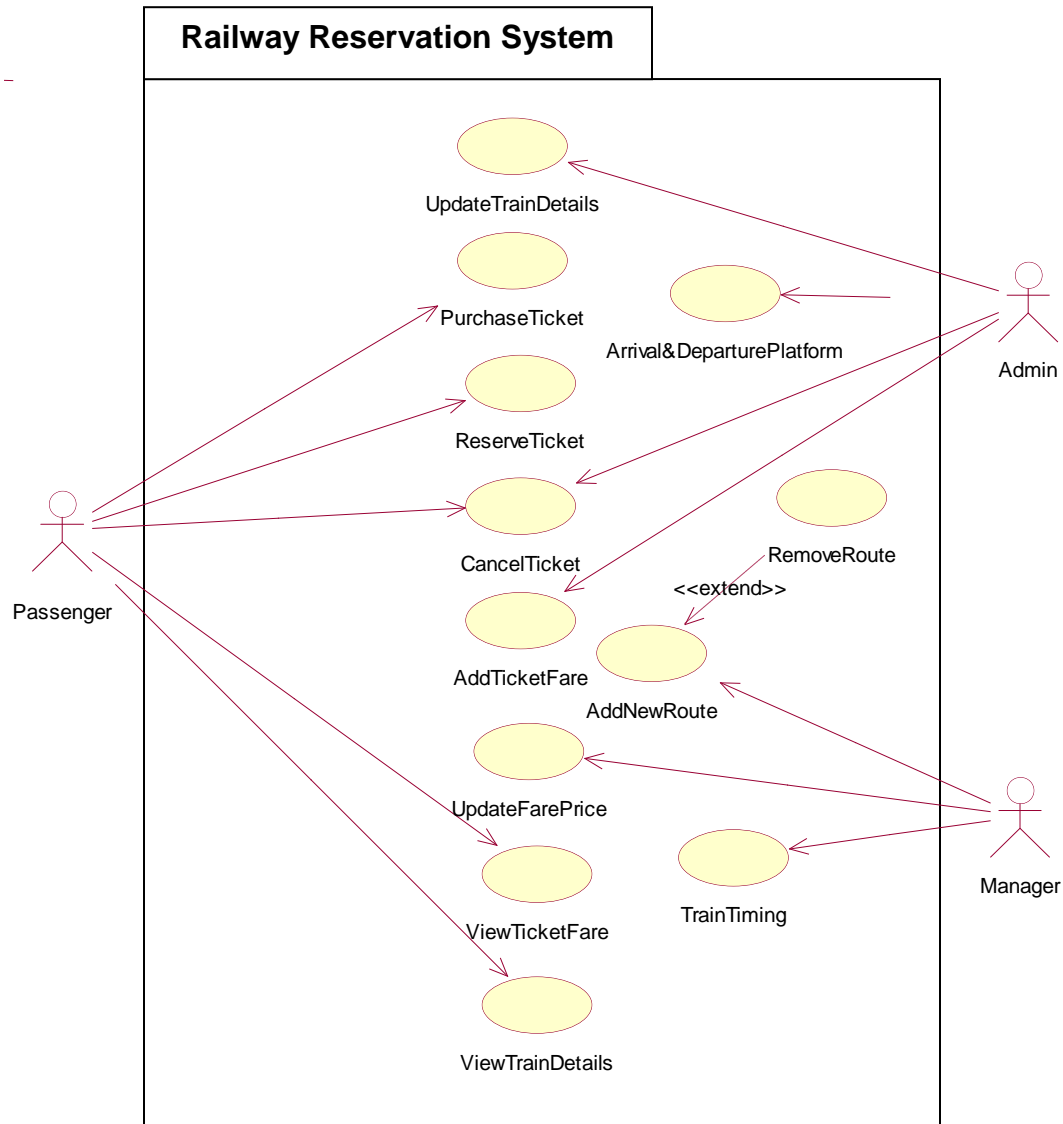 Railway Reservation System
UpdateTrainDetails
PurchaseTicket
Arrival&DeparturePlatform
Admin
ReserveTicket
CancelTicket
RemoveRoute
<<extend>>
Passenger
AddTicketFare
AddNewRoute
UpdateFarePrice
Manager
TrainTiming
ViewTicketFare
ViewTrainDetails